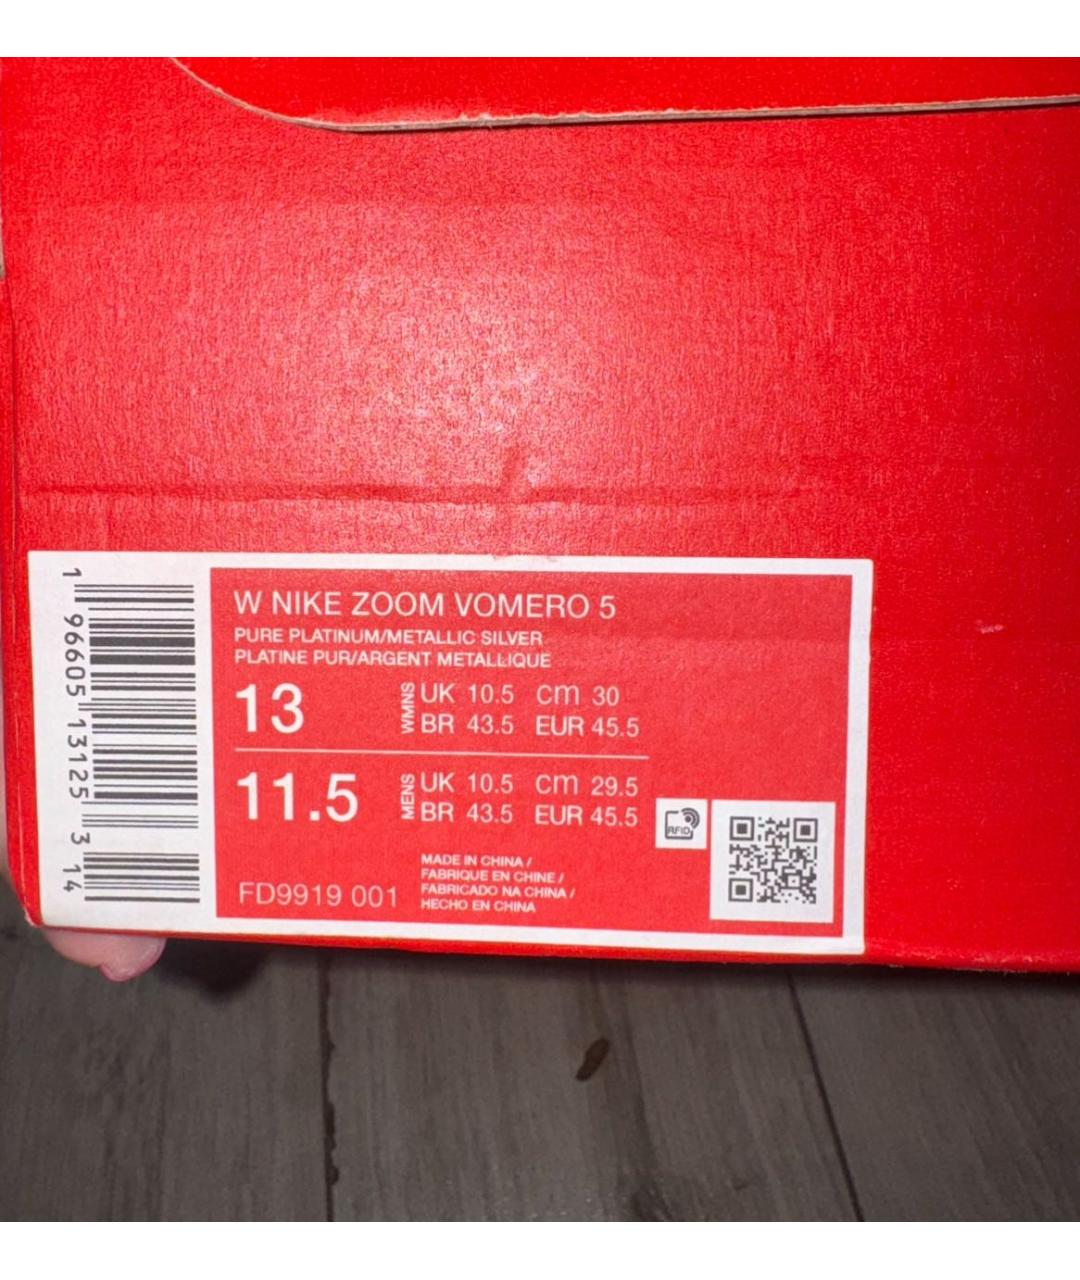 W NIKE ZOOM VOMERO 5
PURE PLATINUM/METALLIC SILVER
PLATINE PUR/ARGENT METALLIQUE
13
WMNS
UK 10.5 cm 30
BR 43.5 EUR 45.5
11.5
MENS
UK 10.5 cm 29.5
BR 43.5 EUR 45.5
RFID
FD9919 001
MADE IN CHINA /
FABRIQUE EN CHINE /
FABRICADO NA CHINA /
HECHO EN CHINA
1 96605 13125 3 14